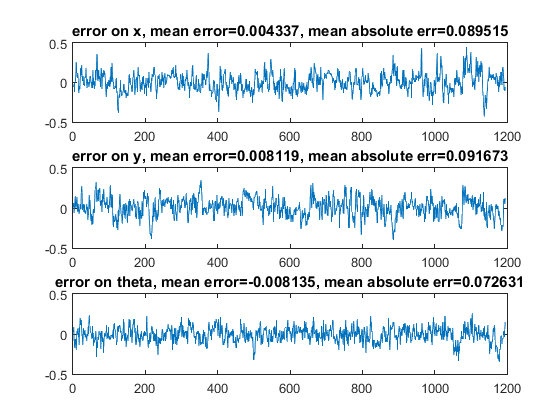 error on x, mean error=0.004337, mean absolute err=0.089515
0.5
0
-0.5
0 200 400 600 800 1000 1200
error on y, mean error=0.008119, mean absolute err=0.091673
0.5
0
-0.5
0 200 400 600 800 1000 1200
error on theta, mean error=-0.008135, mean absolute err=0.072631
0.5
0
-0.5
0 200 400 600 800 1000 1200